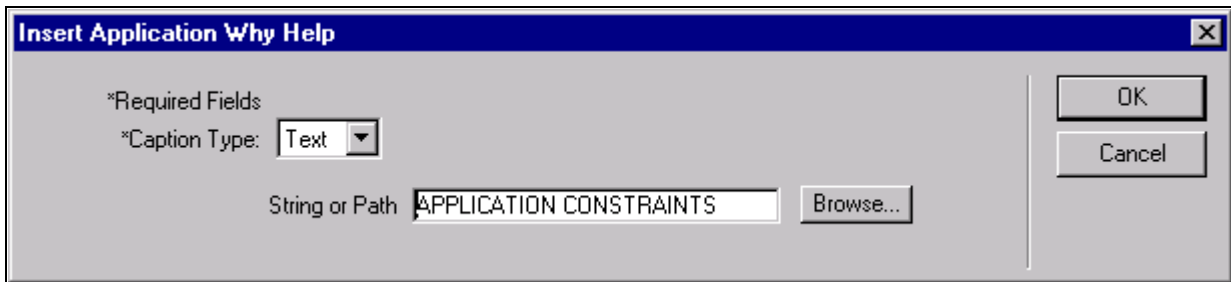 Insert Application Why Help
*Required Fields
OK
*Caption Type: Text
Cancel
String or Path APPLICATION CONSTRAINTS Browse...